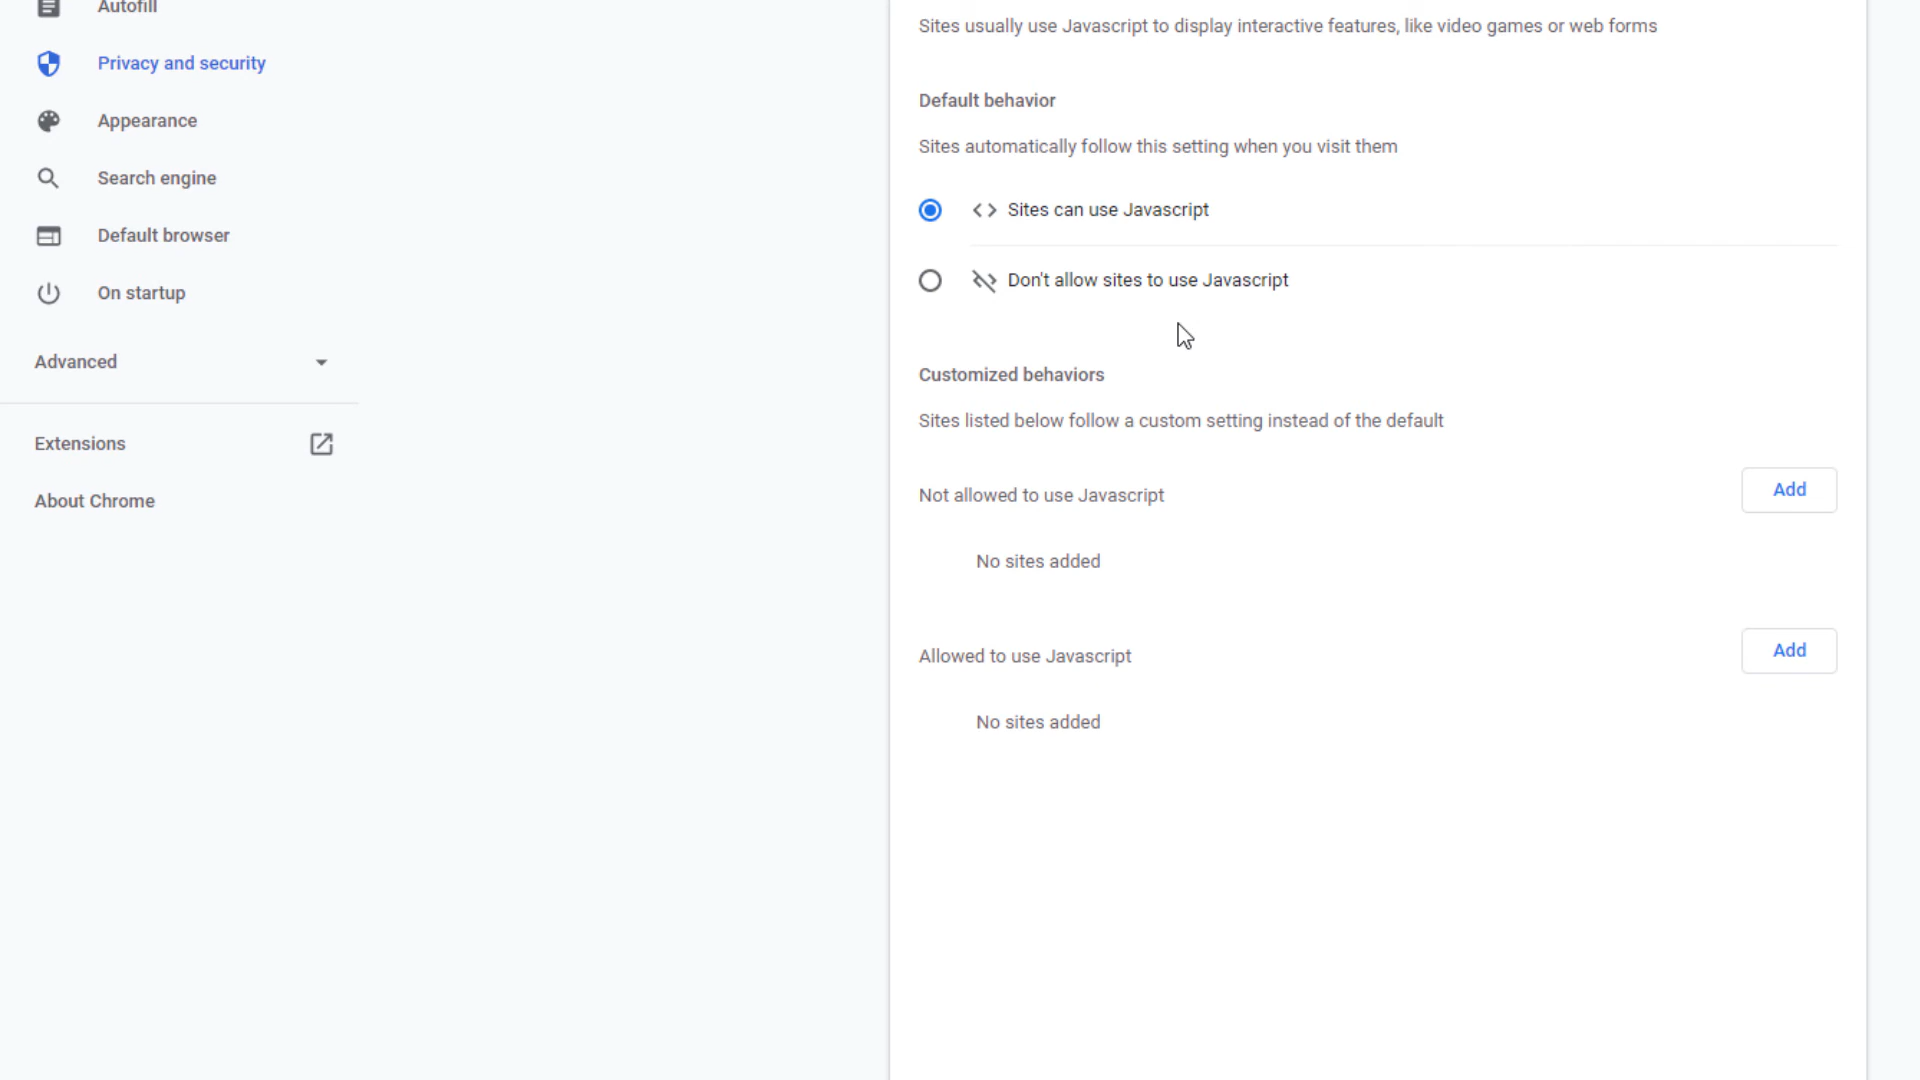 Autofill
Privacy and security
Appearance
Search engine
Default browser
On startup
Advanced
Extensions
About Chrome
Sites usually use Javascript to display interactive features, like video games or web forms
Default behavior
Sites automatically follow this setting when you visit them
Sites can use Javascript
Don't allow sites to use Javascript
Customized behaviors
Sites listed below follow a custom setting instead of the default
Not allowed to use Javascript
Add
No sites added
Allowed to use Javascript
Add
No sites added